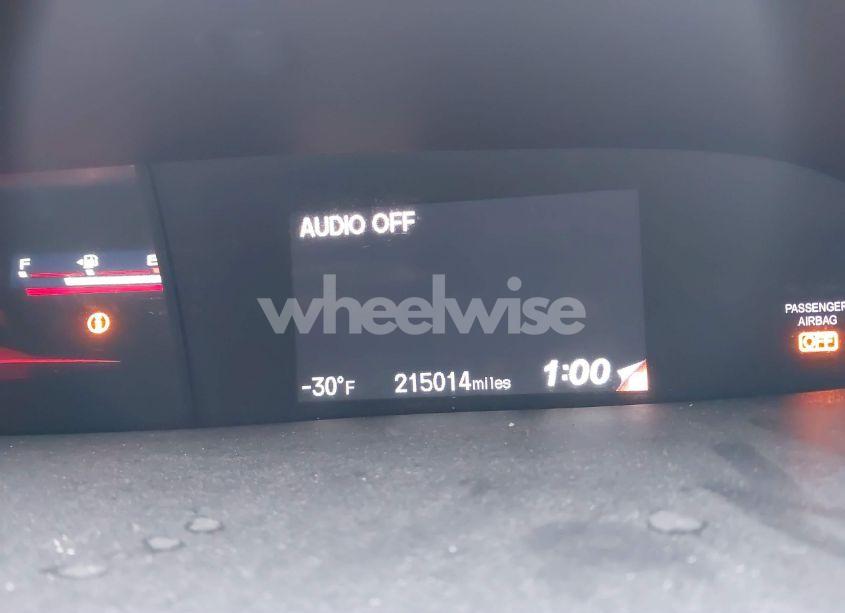 AUDIO OFF
F E
wheelwise
PASSENGER
AIRBAG
OFF
-30°F 215014miles 1:00